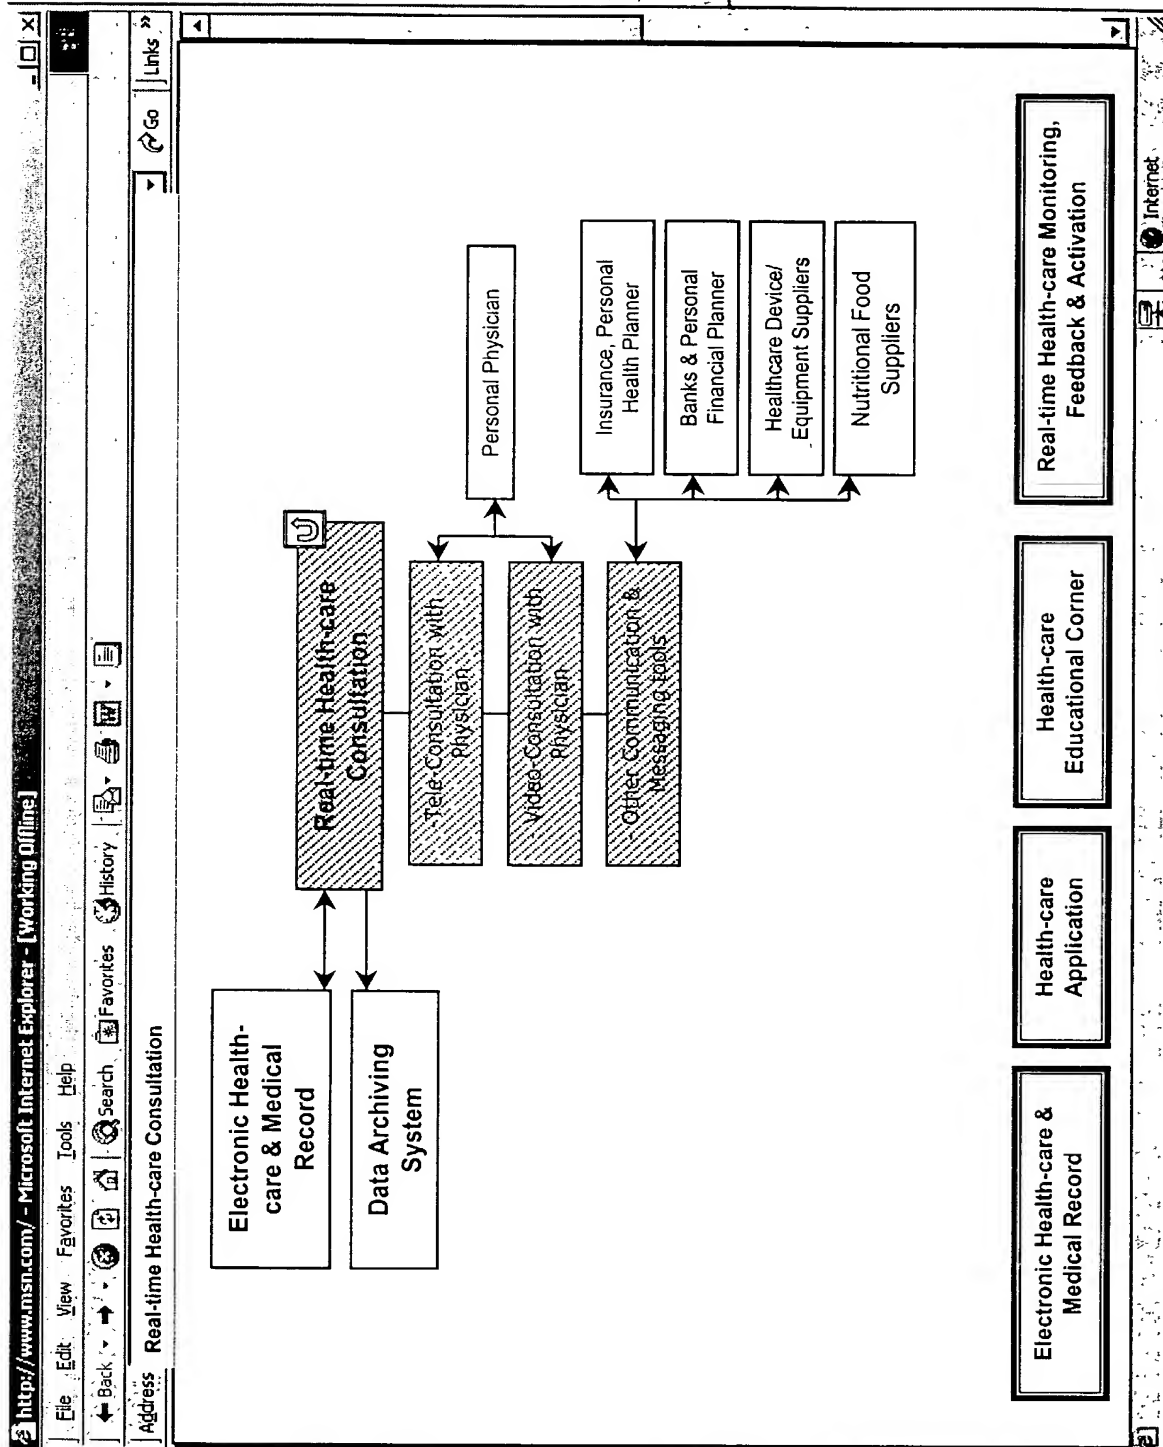 http://www.msn.com/ - Microsoft Internet Explorer - [Working Offline]
File Edit View Favorites Tools Help
Back Search Favorites History
Address Real-time Health-care Consultation Go Links »
Electronic Health-
care & Medical
Record
Data Archiving
System
Real-time Health-care
Consultation
- Tele-Consultation with
Physician
- Video-Consultation with
Physician
- Other Communication &
Messaging tools
Personal Physician
Insurance, Personal
Health Planner
Banks & Personal
Financial Planner
Healthcare Device/
Equipment Suppliers
Nutritional Food
Suppliers
Electronic Health-care &
Medical Record
Health-care
Application
Health-care
Educational Corner
Real-time Health-care Monitoring,
Feedback & Activation
Internet